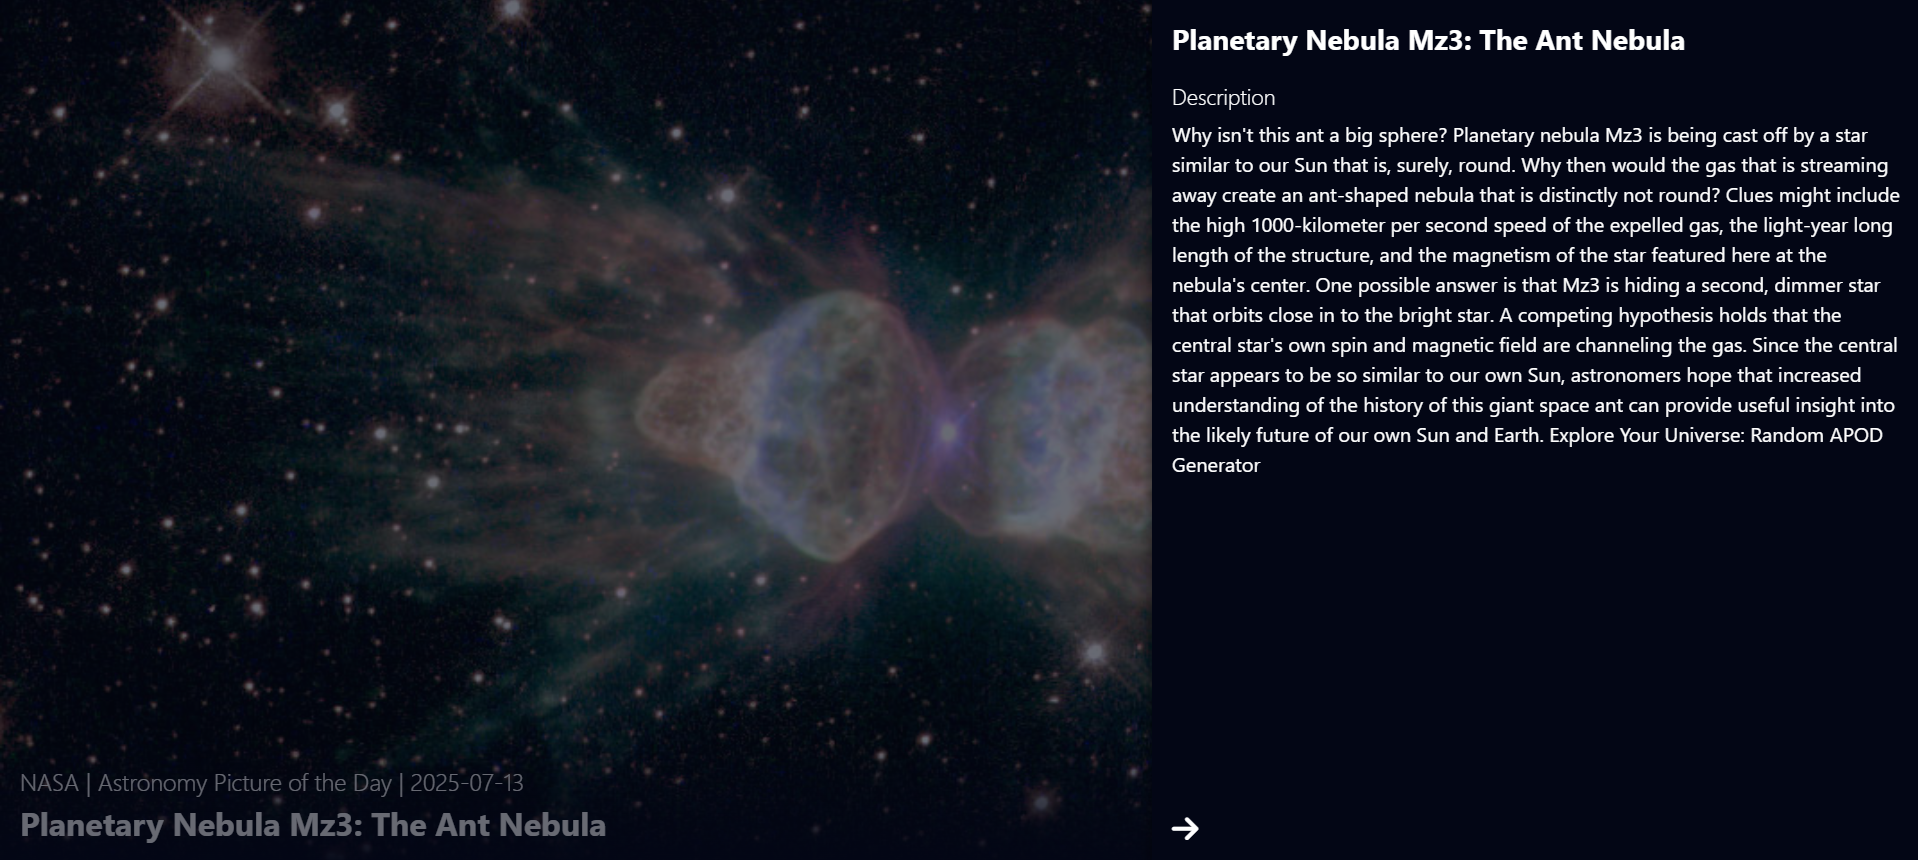 NASA | Astronomy Picture of the Day | 2025-07-13
Planetary Nebula Mz3: The Ant Nebula
Planetary Nebula Mz3: The Ant Nebula
Description
Why isn't this ant a big sphere? Planetary nebula Mz3 is being cast off by a star
similar to our Sun that is, surely, round. Why then would the gas that is streaming
away create an ant-shaped nebula that is distinctly not round? Clues might include
the high 1000-kilometer per second speed of the expelled gas, the light-year long
length of the structure, and the magnetism of the star featured here at the
nebula's center. One possible answer is that Mz3 is hiding a second, dimmer star
that orbits close in to the bright star. A competing hypothesis holds that the
central star's own spin and magnetic field are channeling the gas. Since the central
star appears to be so similar to our own Sun, astronomers hope that increased
understanding of the history of this giant space ant can provide useful insight into
the likely future of our own Sun and Earth. Explore Your Universe: Random APOD
Generator